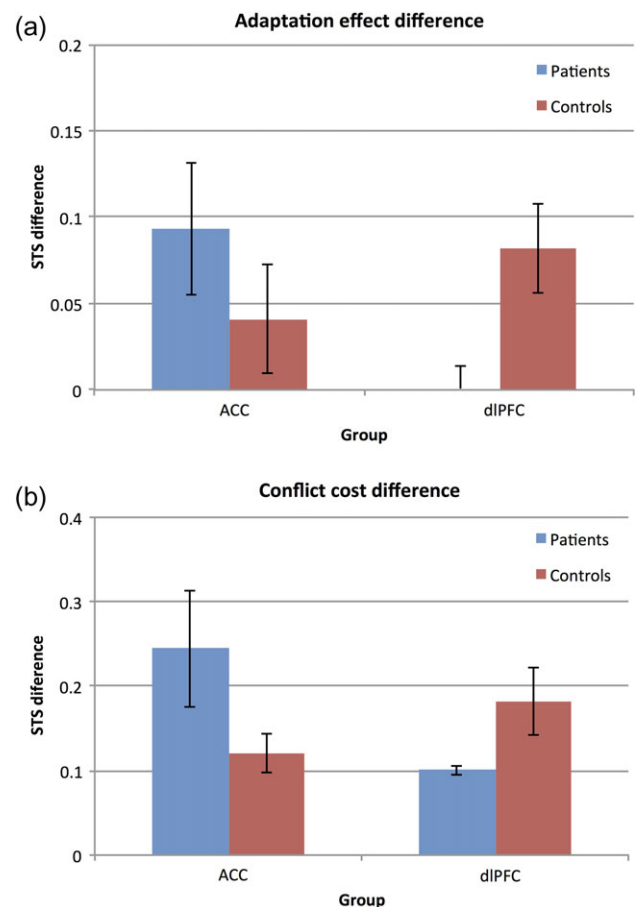 (a)
Adaptation effect difference
0.2
Patients
Controls
0.15
0.1
0.05
0
STS difference
ACC
dlPFC
Group
(b)
Conflict cost difference
0.4
Patients
Controls
0.3
0.2
0.1
0
STS diference
ACC
dlPFC
Group